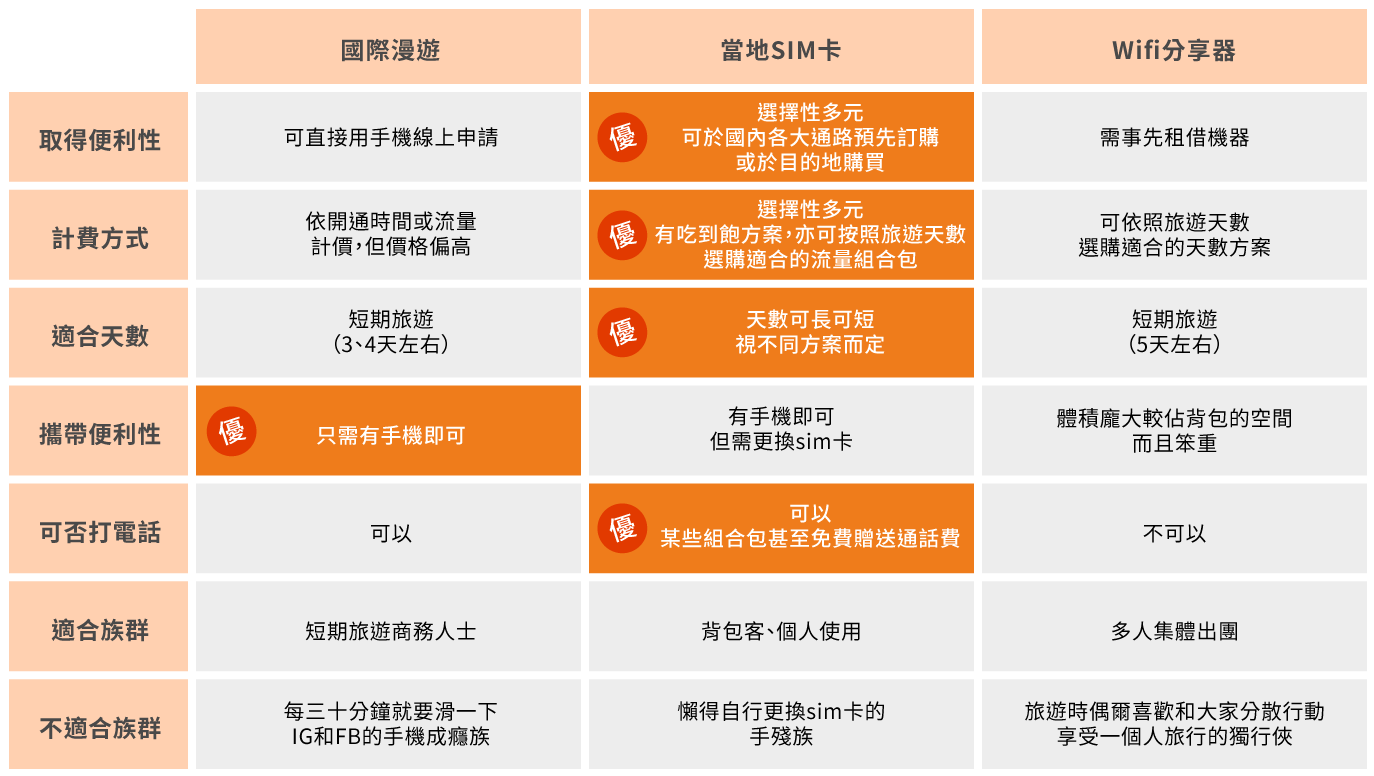 國際漫遊
當地SIM卡
Wifi分享器
取得便利性
可直接用手機線上申請
優
選擇性多元
可於國內各大通路預先訂購
或於目的地購買
需事先租借機器
計費方式
依開通時間或流量
計價，但價格偏高
優
選擇性多元
有吃到飽方案，亦可按照旅遊天數
選購適合的流量組合包
可依照旅遊天數
選購適合的天數方案
適合天數
短期旅遊
（3、4天左右）
優
天數可長可短
視不同方案而定
短期旅遊
（5天左右）
攜帶便利性
優
只需有手機即可
有手機即可
但需更換sim卡
體積龐大較佔背包的空間
而且笨重
可否打電話
可以
優
可以
某些組合包甚至免費贈送通話費
不可以
適合族群
短期旅遊商務人士
背包客、個人使用
多人集體出團
不適合族群
每三十分鐘就要滑一下
IG和FB的手機成癮族
懶得自行更換sim卡的
手殘族
旅遊時偶爾喜歡和大家分散行動
享受一個人旅行的獨行俠